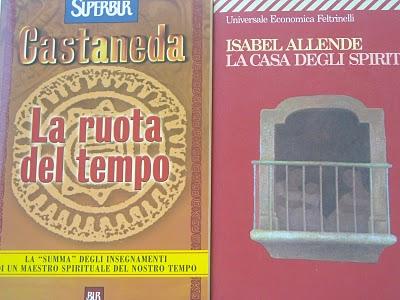 SUPERBUR
Castaneda
La ruota
del tempo
LA "SUMMA" DEGLI INSEGNAMENTI
DI UN MAESTRO SPIRITUALE DEL NOSTRO TEMPO
BUR
Universale Economica Feltrinelli
ISABEL ALLENDE
LA CASA DEGLI SPIRIT